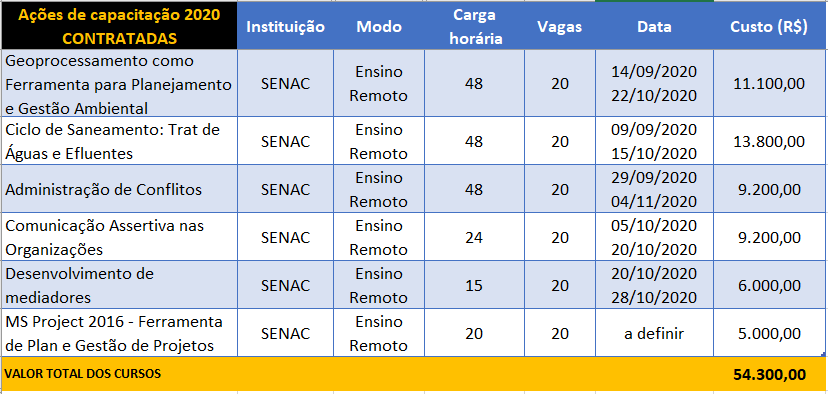 Ações de capacitação 2020 CONTRATADAS | Instituição | Modo | Carga horária | Vagas | Data | Custo (R$)
Geoprocessamento como Ferramenta para Planejamento e Gestão Ambiental | SENAC | Ensino Remoto | 48 | 20 | 14/09/2020 22/10/2020 | 11.100,00
Ciclo de Saneamento: Trat de Águas e Efluentes | SENAC | Ensino Remoto | 48 | 20 | 09/09/2020 15/10/2020 | 13.800,00
Administração de Conflitos | SENAC | Ensino Remoto | 48 | 20 | 29/09/2020 04/11/2020 | 9.200,00
Comunicação Assertiva nas Organizações | SENAC | Ensino Remoto | 24 | 20 | 05/10/2020 20/10/2020 | 9.200,00
Desenvolvimento de mediadores | SENAC | Ensino Remoto | 15 | 20 | 20/10/2020 28/10/2020 | 6.000,00
MS Project 2016 - Ferramenta de Plan e Gestão de Projetos | SENAC | Ensino Remoto | 20 | 20 | a definir | 5.000,00
VALOR TOTAL DOS CURSOS | 54.300,00